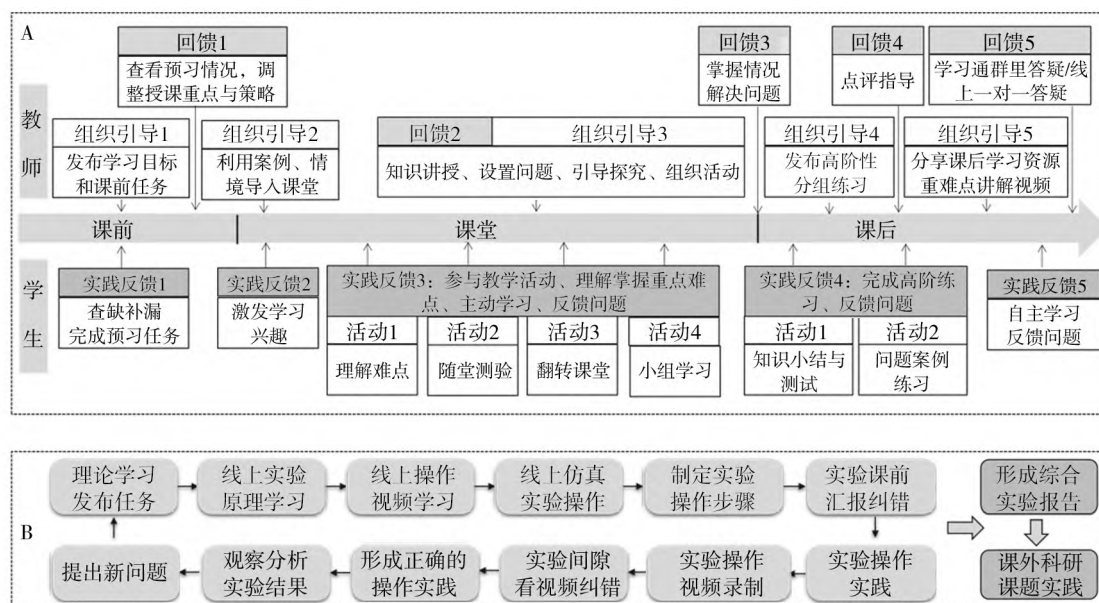 A
回馈1
查看预习情况，调
整授课重点与策略
回馈3
掌握情况
解决问题
回馈4
点评指导
回馈5
学习通群里答疑/线
上一对一答疑
教
师
组织引导1
发布学习目标
和课前任务
组织引导2
利用案例、情
境导入课堂
回馈2
组织引导3
知识讲授、设置问题、引导探究、组织活动
组织引导4
发布高阶性
分组练习
组织引导5
分享课后学习资源
重难点讲解视频
课前
课堂
课后
学
生
实践反馈1
查缺补漏
完成预习任务
实践反馈2
激发学习
兴趣
实践反馈3：参与教学活动、理解掌握重点难
点、主动学习、反馈问题
活动1
理解难点
活动2
随堂测验
活动3
翻转课堂
活动4
小组学习
实践反馈4：完成高阶练
习、反馈问题
活动1
知识小结与
测试
活动2
问题案例
练习
实践反馈5
自主学习
反馈问题
B
理论学习
发布任务
线上实验
原理学习
线上操作
视频学习
线上仿真
实验操作
制定实验
操作步骤
实验课前
汇报纠错
实验操作
实践
实验操作
视频录制
实验间隙
看视频纠错
形成正确的
操作实践
观察分析
实验结果
提出新问题
形成综合
实验报告
课外科研
课题实践